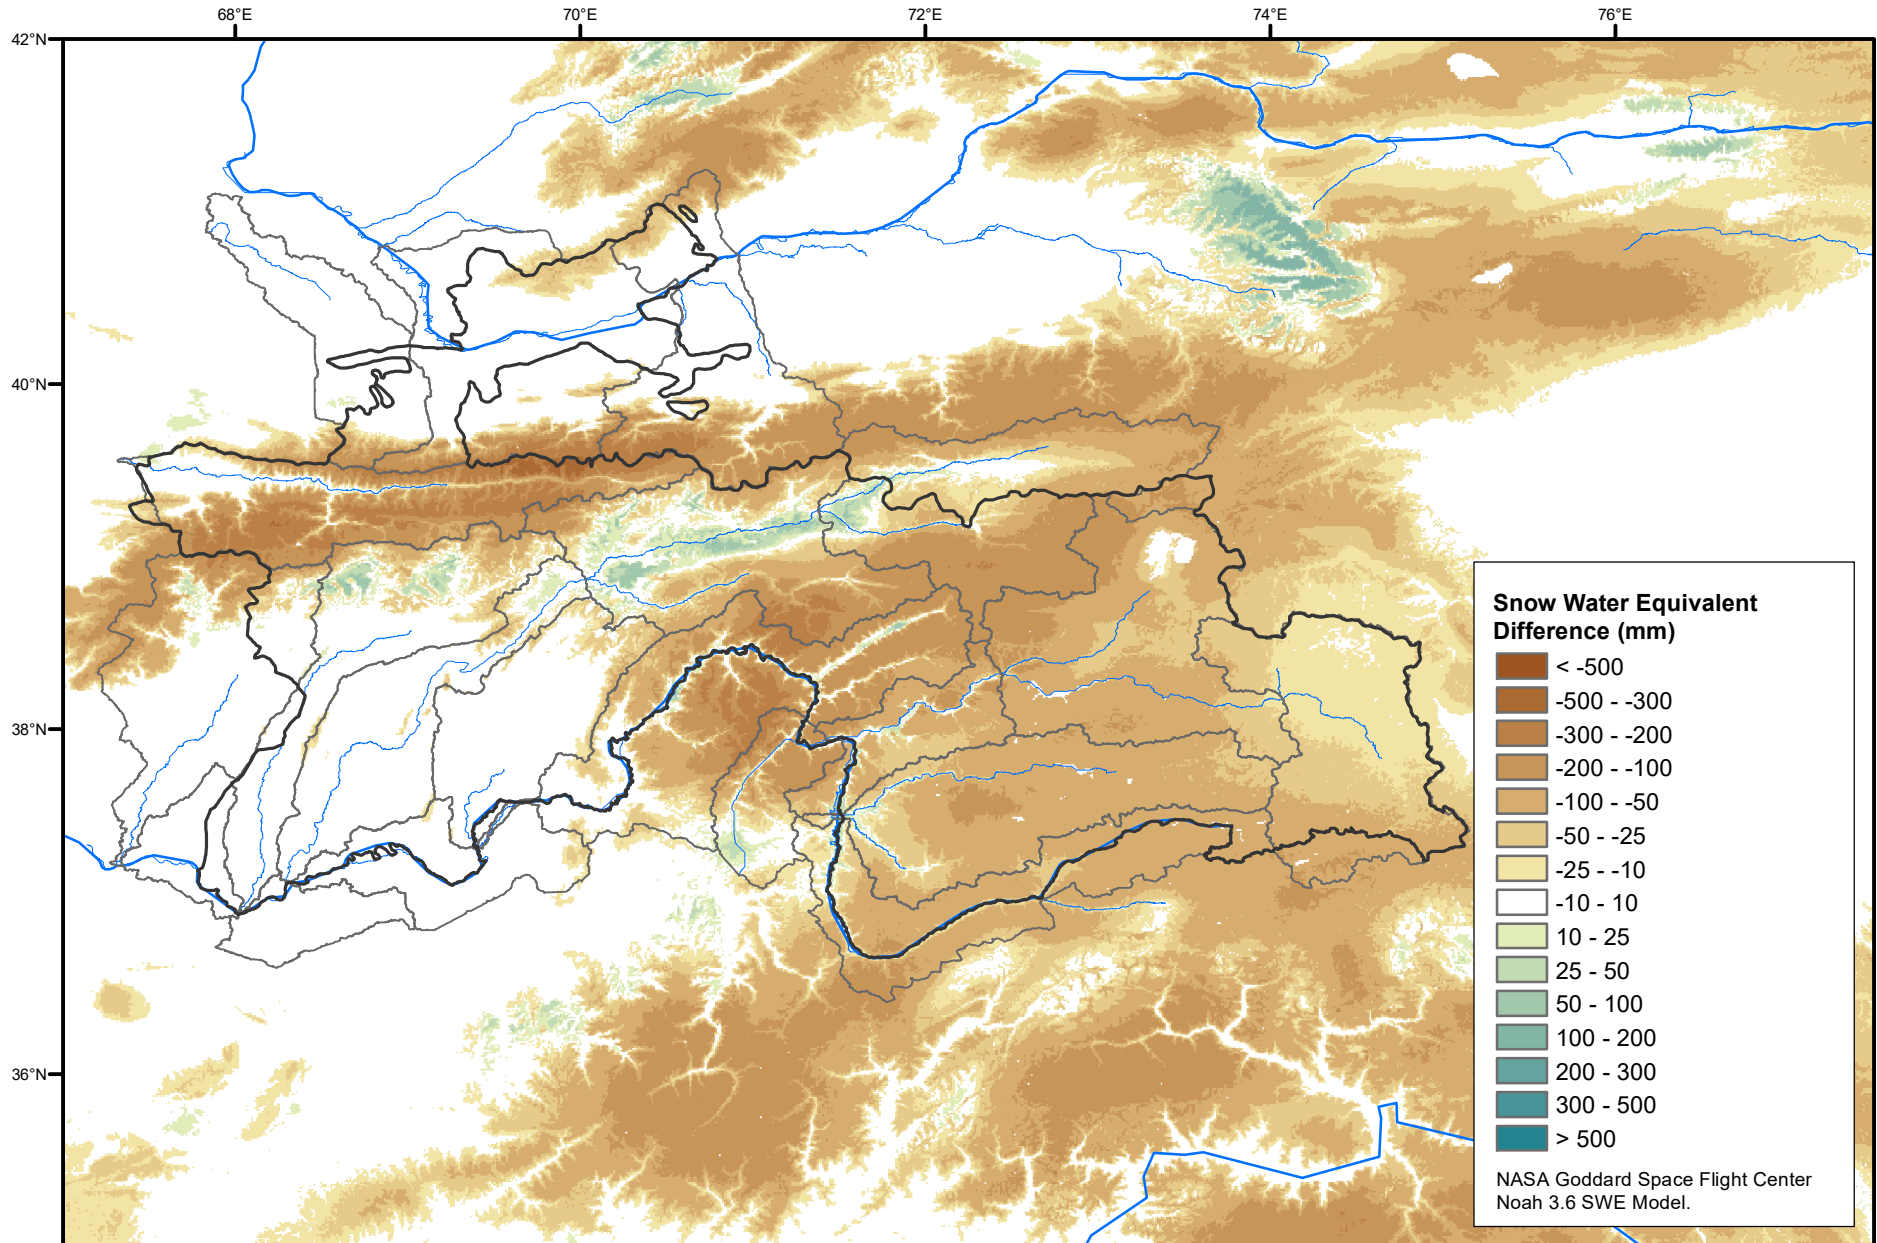 68°E
70°E
72°E
74°E
76°E
42°N
40°N
38°N
36°N
Snow Water Equivalent
Difference (mm)
< -500
-500 - -300
-300 - -200
-200 - -100
-100 - -50
-50 - -25
-25 - -10
-10 - 10
10 - 25
25 - 50
50 - 100
100 - 200
200 - 300
300 - 500
> 500
NASA Goddard Space Flight Center
Noah 3.6 SWE Model.